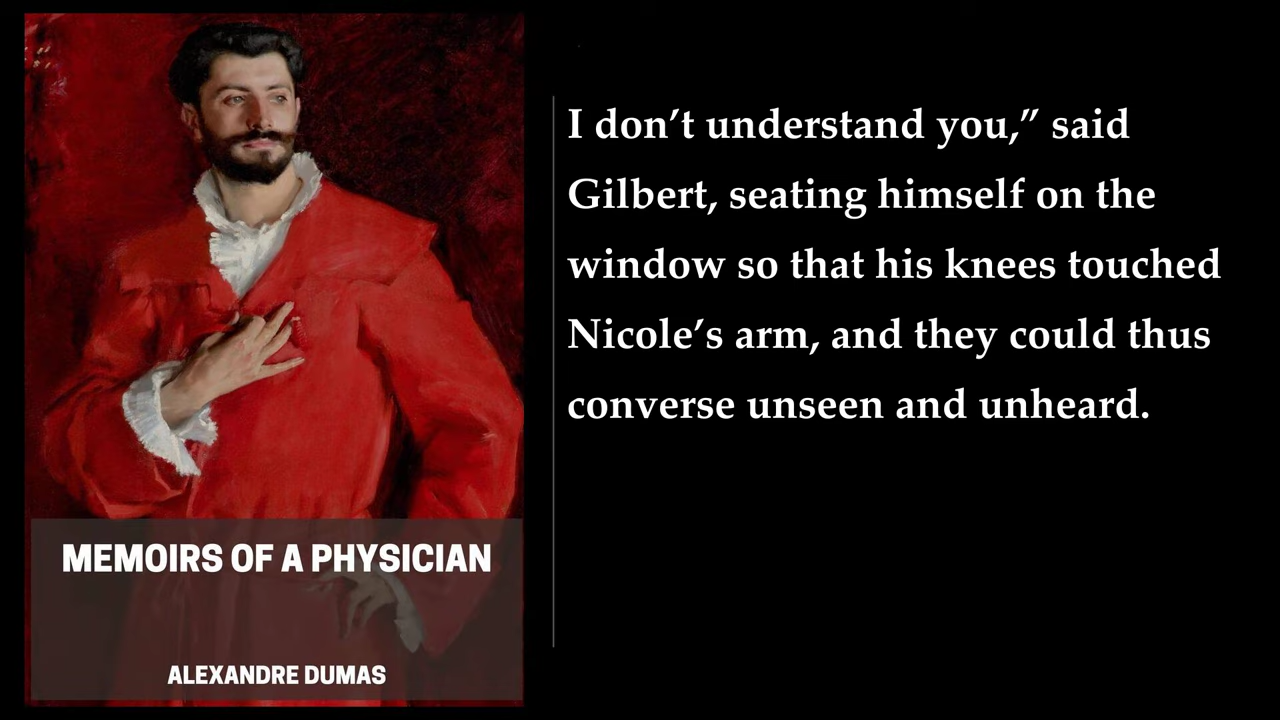 MEMOIRS OF A PHYSICIAN
ALEXANDRE DUMAS
I don’t understand you,” said
Gilbert, seating himself on the
window so that his knees touched
Nicole’s arm, and they could thus
converse unseen and unheard.